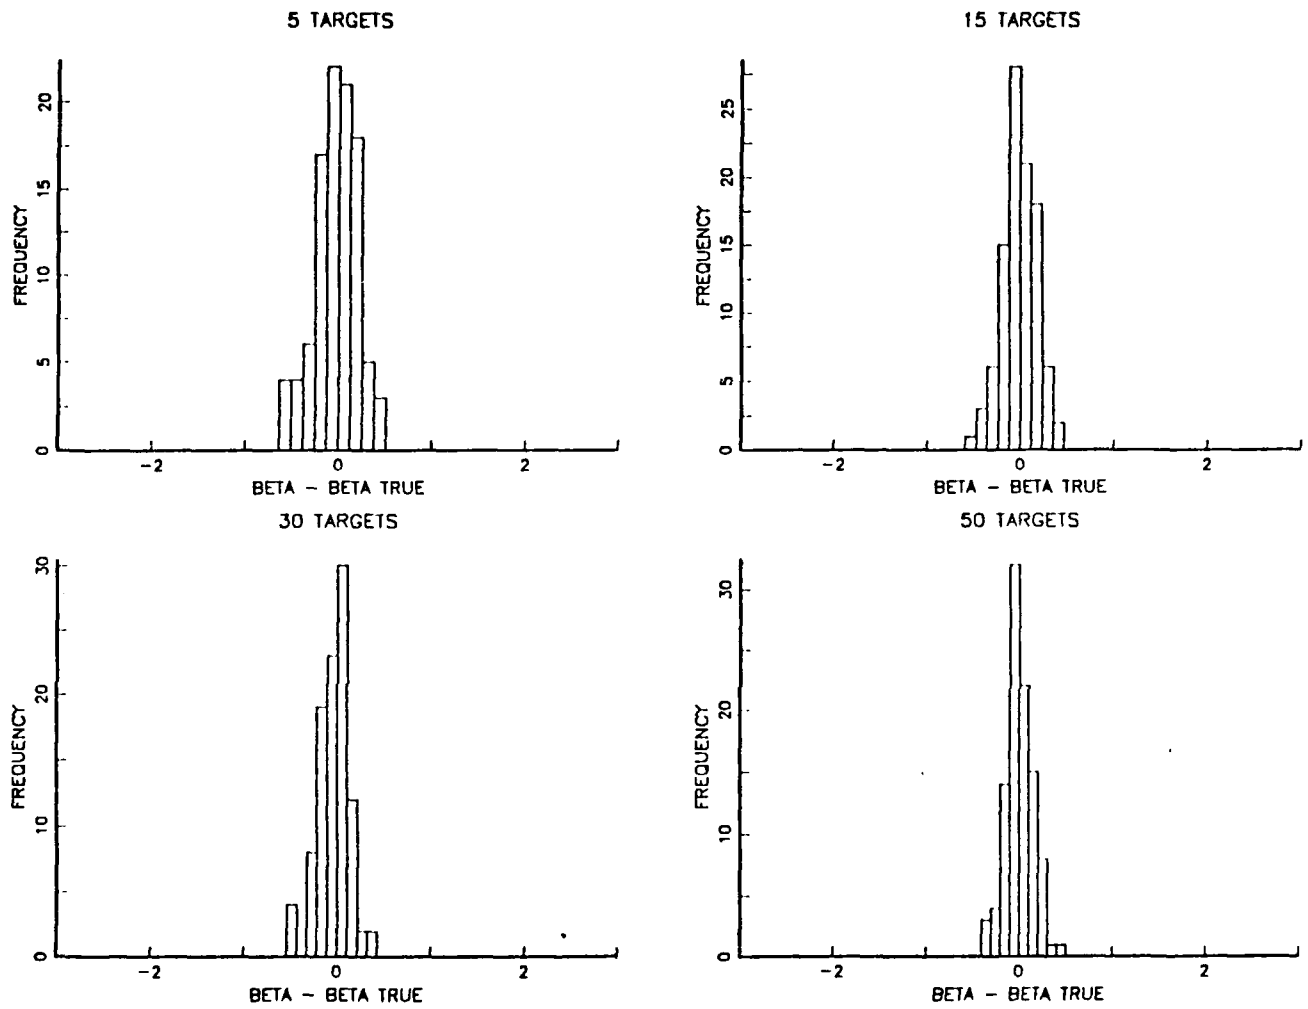 5 TARGETS
FREQUENCY
0 5 10 15 20
-2 0 2
BETA - BETA TRUE
15 TARGETS
FREQUENCY
0 5 10 15 20 25
-2 0 2
BETA - BETA TRUE
30 TARGETS
FREQUENCY
0 10 20 30
-2 0 2
BETA - BETA TRUE
50 TARGETS
FREQUENCY
0 10 20 30
-2 0 2
BETA - BETA TRUE